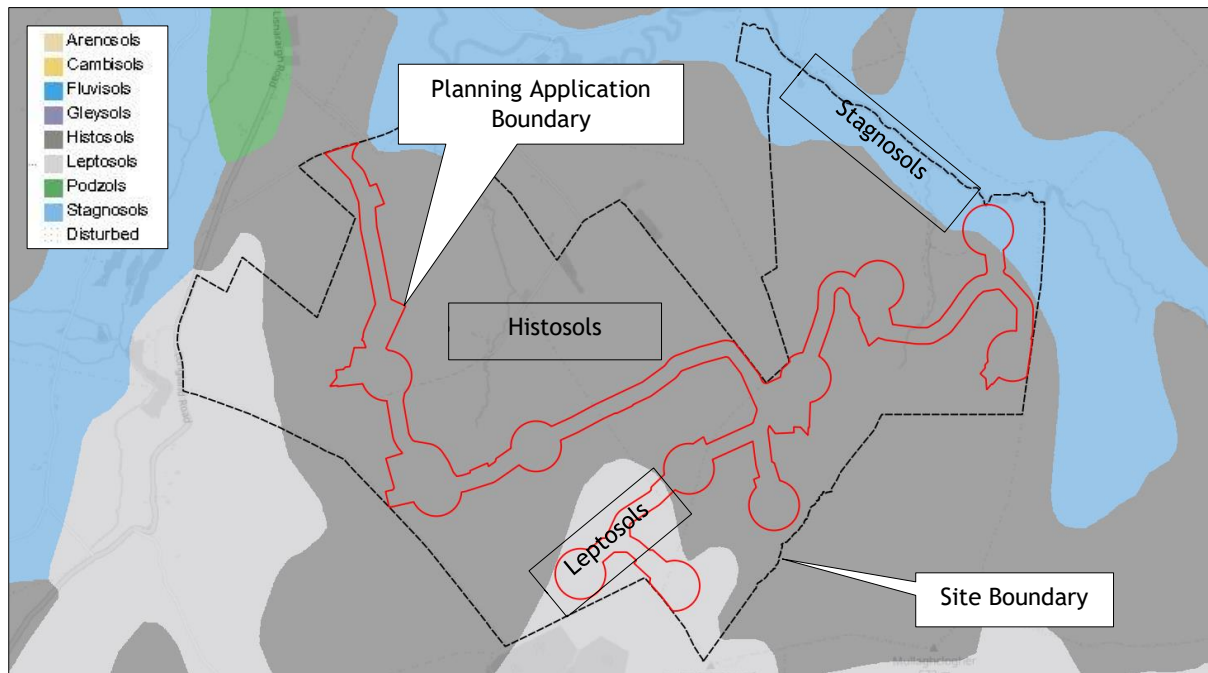 Arenosols
Cambisols
Fluvisols
Gleysols
Histosols
Leptosols
Podzols
Stagnosols
Disturbed
Planning Application
Boundary
Stagnosols
Histosols
Leptosols
Site Boundary